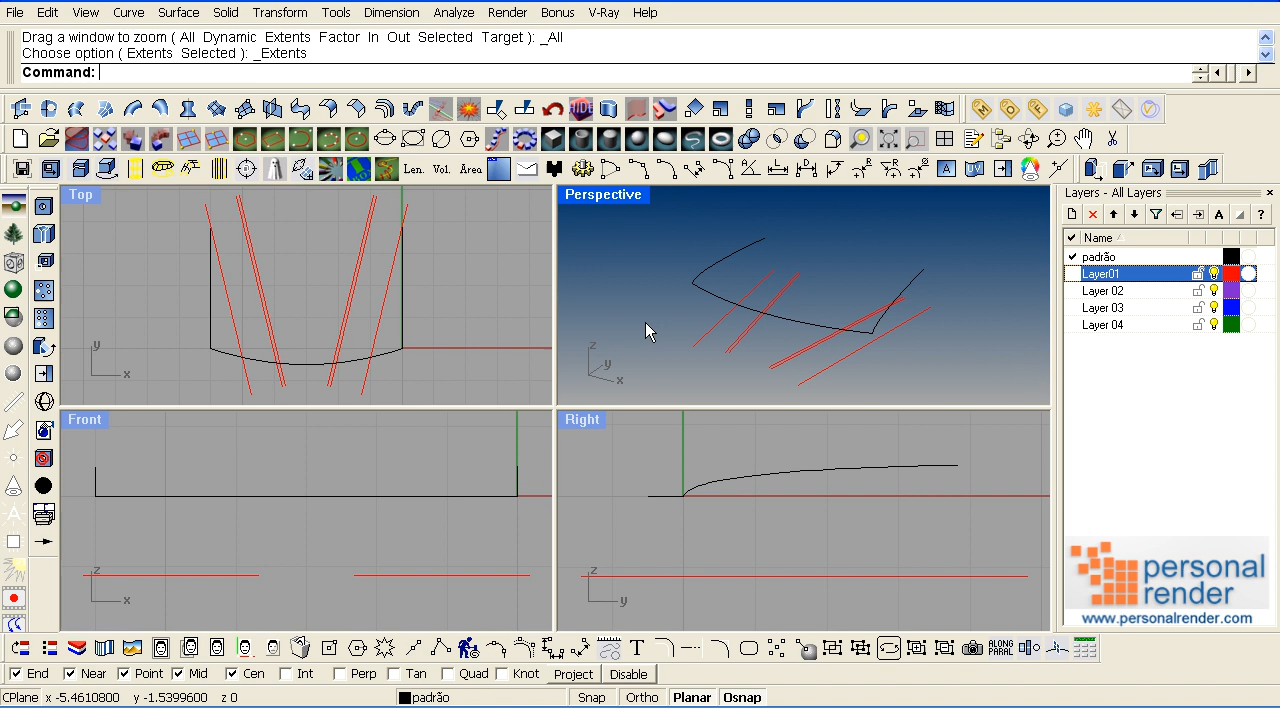 File Edit View Curve Surface Solid Transform Tools Dimension Analyze Render Bonus V-Ray Help
Drag a window to zoom ( All Dynamic Extents Factor In Out Selected Target ): _All
Choose option ( Extents Selected ): _Extents
Command:
HIDE
M O F
Len. Vol. Área
A UV
Top
Perspective
Layers - All Layers
A ?
Name
padrão
Layer01
Layer 02
Layer 03
Layer 04
y
x
z
y
x
Front
Right
z
x
z
y
personal
render
www.personalrender.com
T ALONG
End Near Point Mid Cen Int Perp Tan Quad Knot Project Disable
CPlane x -5.4610800 y -1.5399600 z 0 padrão Snap Ortho Planar Osnap